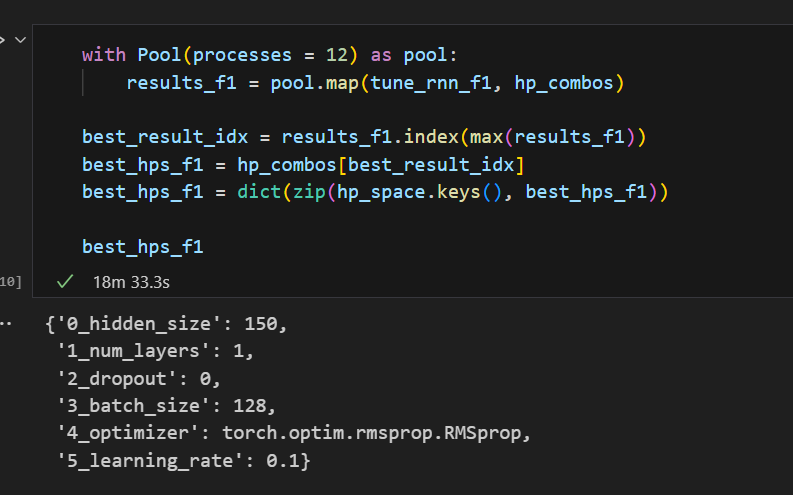 with Pool(processes = 12) as pool:
    results_f1 = pool.map(tune_rnn_f1, hp_combos)
best_result_idx = results_f1.index(max(results_f1))
best_hps_f1 = hp_combos[best_result_idx]
best_hps_f1 = dict(zip(hp_space.keys(), best_hps_f1))
best_hps_f1
10] 18m 33.3s
{'0_hidden_size': 150,
 '1_num_layers': 1,
 '2_dropout': 0,
 '3_batch_size': 128,
 '4_optimizer': torch.optim.rmsprop.RMSprop,
 '5_learning_rate': 0.1}